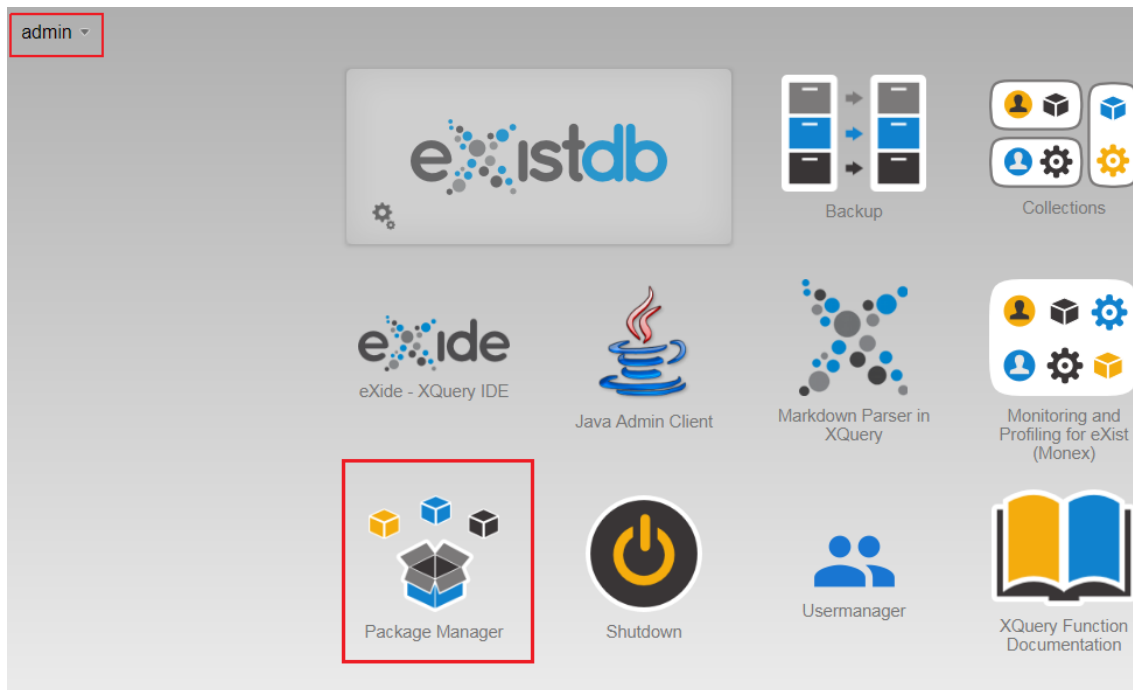 admin
eXistdb
Backup
Collections
eXide
eXide - XQuery IDE
Java Admin Client
Markdown Parser in
XQuery
Monitoring and
Profiling for eXist
(Monex)
Package Manager
Shutdown
Usermanager
XQuery Function
Documentation